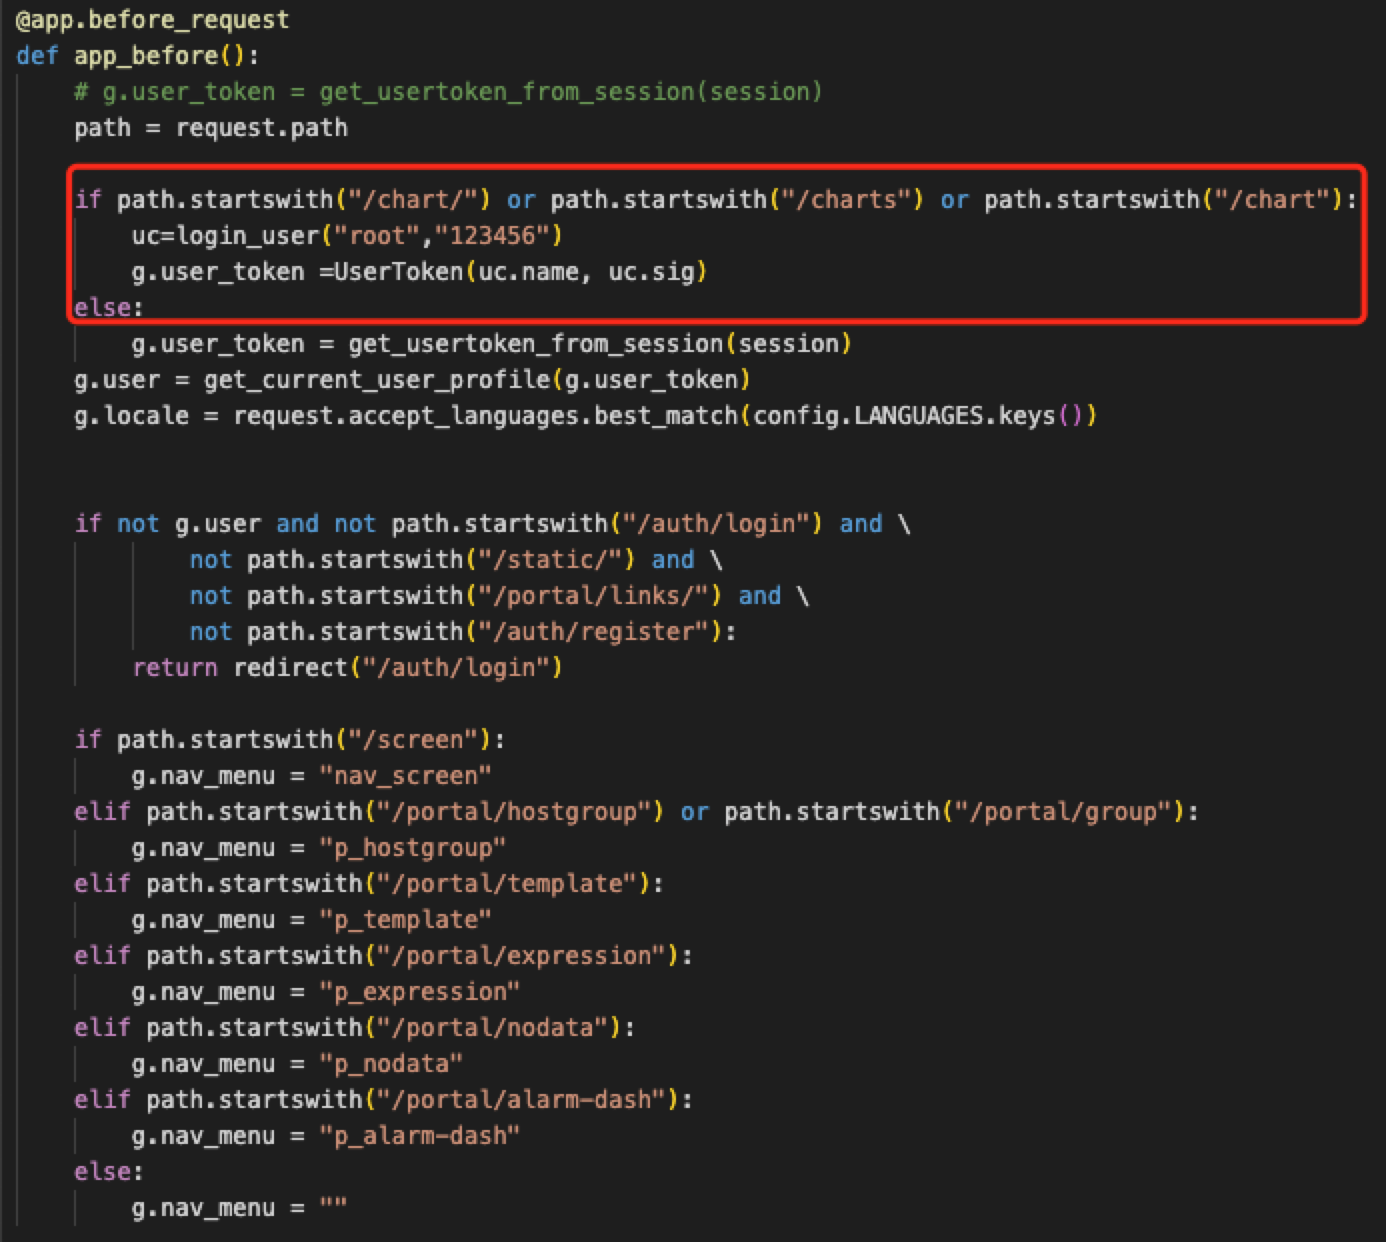 @app.before_request
def app_before():
# g.user_token = get_usertoken_from_session(session)
path = request.path
if path.startswith("/chart/") or path.startswith("/charts") or path.startswith("/chart"):
uc=login_user("root","123456")
g.user_token =UserToken(uc.name, uc.sig)
else:
g.user_token = get_usertoken_from_session(session)
g.user = get_current_user_profile(g.user_token)
g.locale = request.accept_languages.best_match(config.LANGUAGES.keys())
if not g.user and not path.startswith("/auth/login") and \
not path.startswith("/static/") and \
not path.startswith("/portal/links/") and \
not path.startswith("/auth/register"):
return redirect("/auth/login")
if path.startswith("/screen"):
g.nav_menu = "nav_screen"
elif path.startswith("/portal/hostgroup") or path.startswith("/portal/group"):
g.nav_menu = "p_hostgroup"
elif path.startswith("/portal/template"):
g.nav_menu = "p_template"
elif path.startswith("/portal/expression"):
g.nav_menu = "p_expression"
elif path.startswith("/portal/nodata"):
g.nav_menu = "p_nodata"
elif path.startswith("/portal/alarm-dash"):
g.nav_menu = "p_alarm-dash"
else:
g.nav_menu = ""